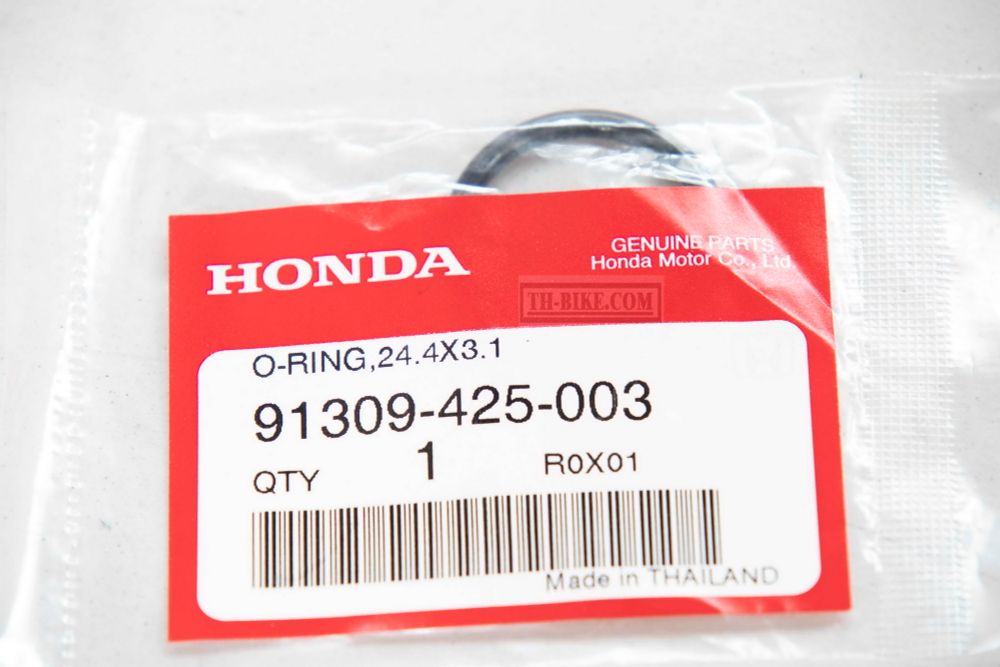 HONDA
GENUINE PARTS
Honda Motor Co., Ltd.
TH-BIKE.COM
O-RING,24.4X3.1
91309-425-003
QTY 1 R0X01
Made in THAILAND